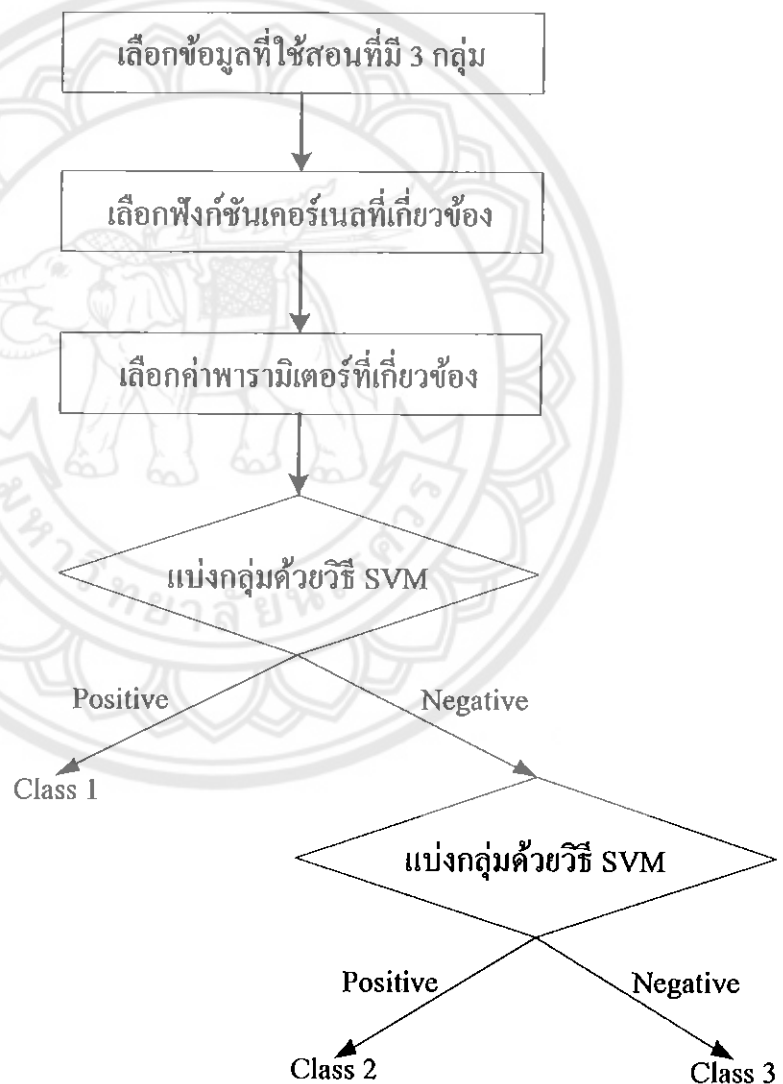 เลือกข้อมูลที่ใช้สอนที่มี 3 กลุ่ม
เลือกฟังก์ชันเคอร์เนลที่เกี่ยวข้อง
เลือกค่าพารามิเตอร์ที่เกี่ยวข้อง
แบ่งกลุ่มด้วยวิธี SVM
Positive
Negative
Class 1
แบ่งกลุ่มด้วยวิธี SVM
Positive
Negative
Class 2
Class 3